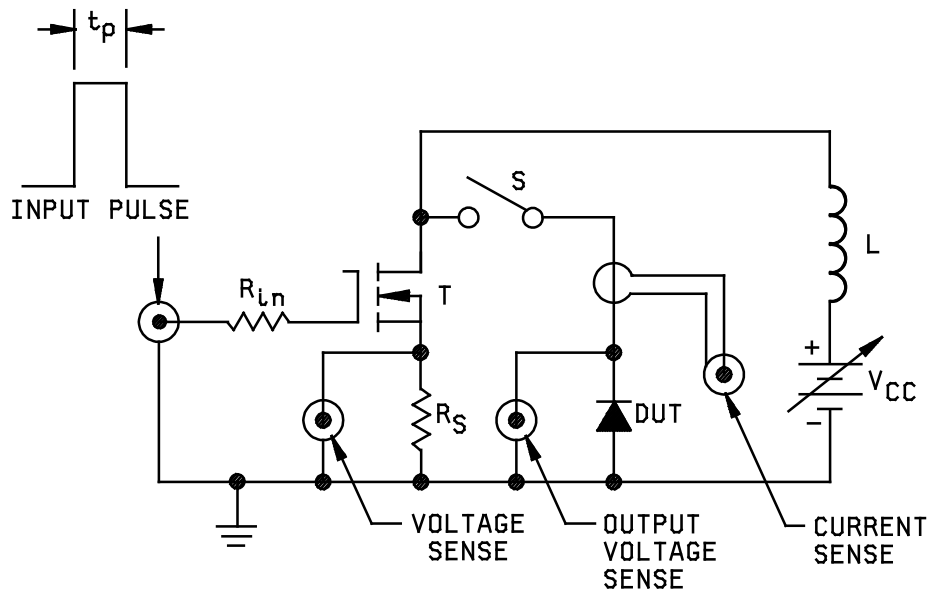 tp
INPUT PULSE
S
L
Rin
T
+
VCC
-
RS
DUT
VOLTAGE
SENSE
OUTPUT
VOLTAGE
SENSE
CURRENT
SENSE